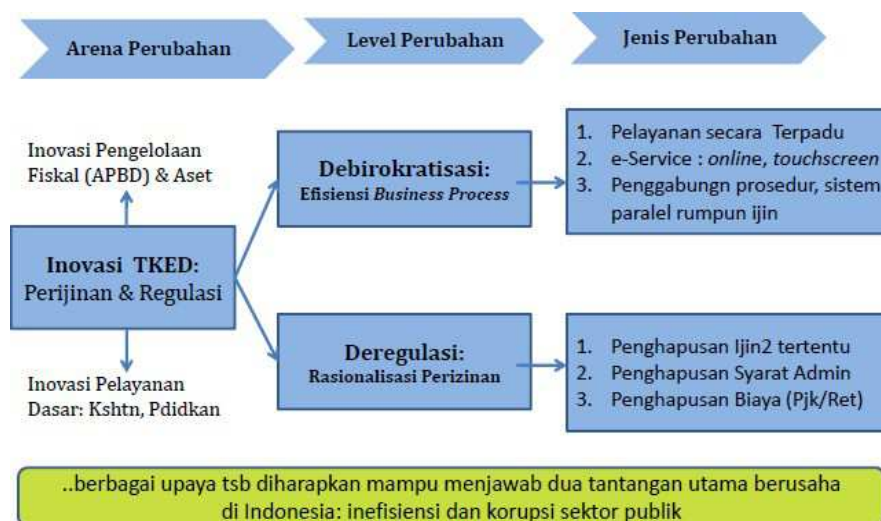 Arena Perubahan
Level Perubahan
Jenis Perubahan
Inovasi Pengelolaan
Fiskal (APBD) & Aset
Inovasi TKED:
Perijinan & Regulasi
Inovasi Pelayanan
Dasar: Kshtn, Pdidkan
Debirokratisasi:
Efisiensi Business Process
Deregulasi:
Rasionalisasi Perizinan
1. Pelayanan secara Terpadu
2. e-Service : online, touchscreen
3. Penggabungn prosedur, sistem
paralel rumpun ijin
1. Penghapusan Ijin2 tertentu
2. Penghapusan Syarat Admin
3. Penghapusan Biaya (Pjk/Ret)
..berbagai upaya tsb diharapkan mampu menjawab dua tantangan utama berusaha
di Indonesia: inefisiensi dan korupsi sektor publik